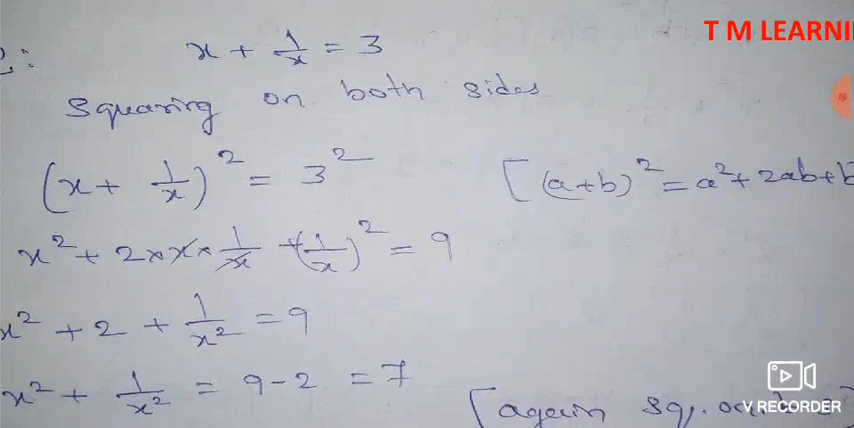 T M LEARNI
x + 1/x = 3
Squaring on both sides
(x + 1/x)² = 3² [(a+b)² = a² + 2ab + b²
x² + 2 × x × 1/x + (1/x)² = 9
x² + 2 + 1/x² = 9
x² + 1/x² = 9 - 2 = 7
[again sq. on
V RECORDER